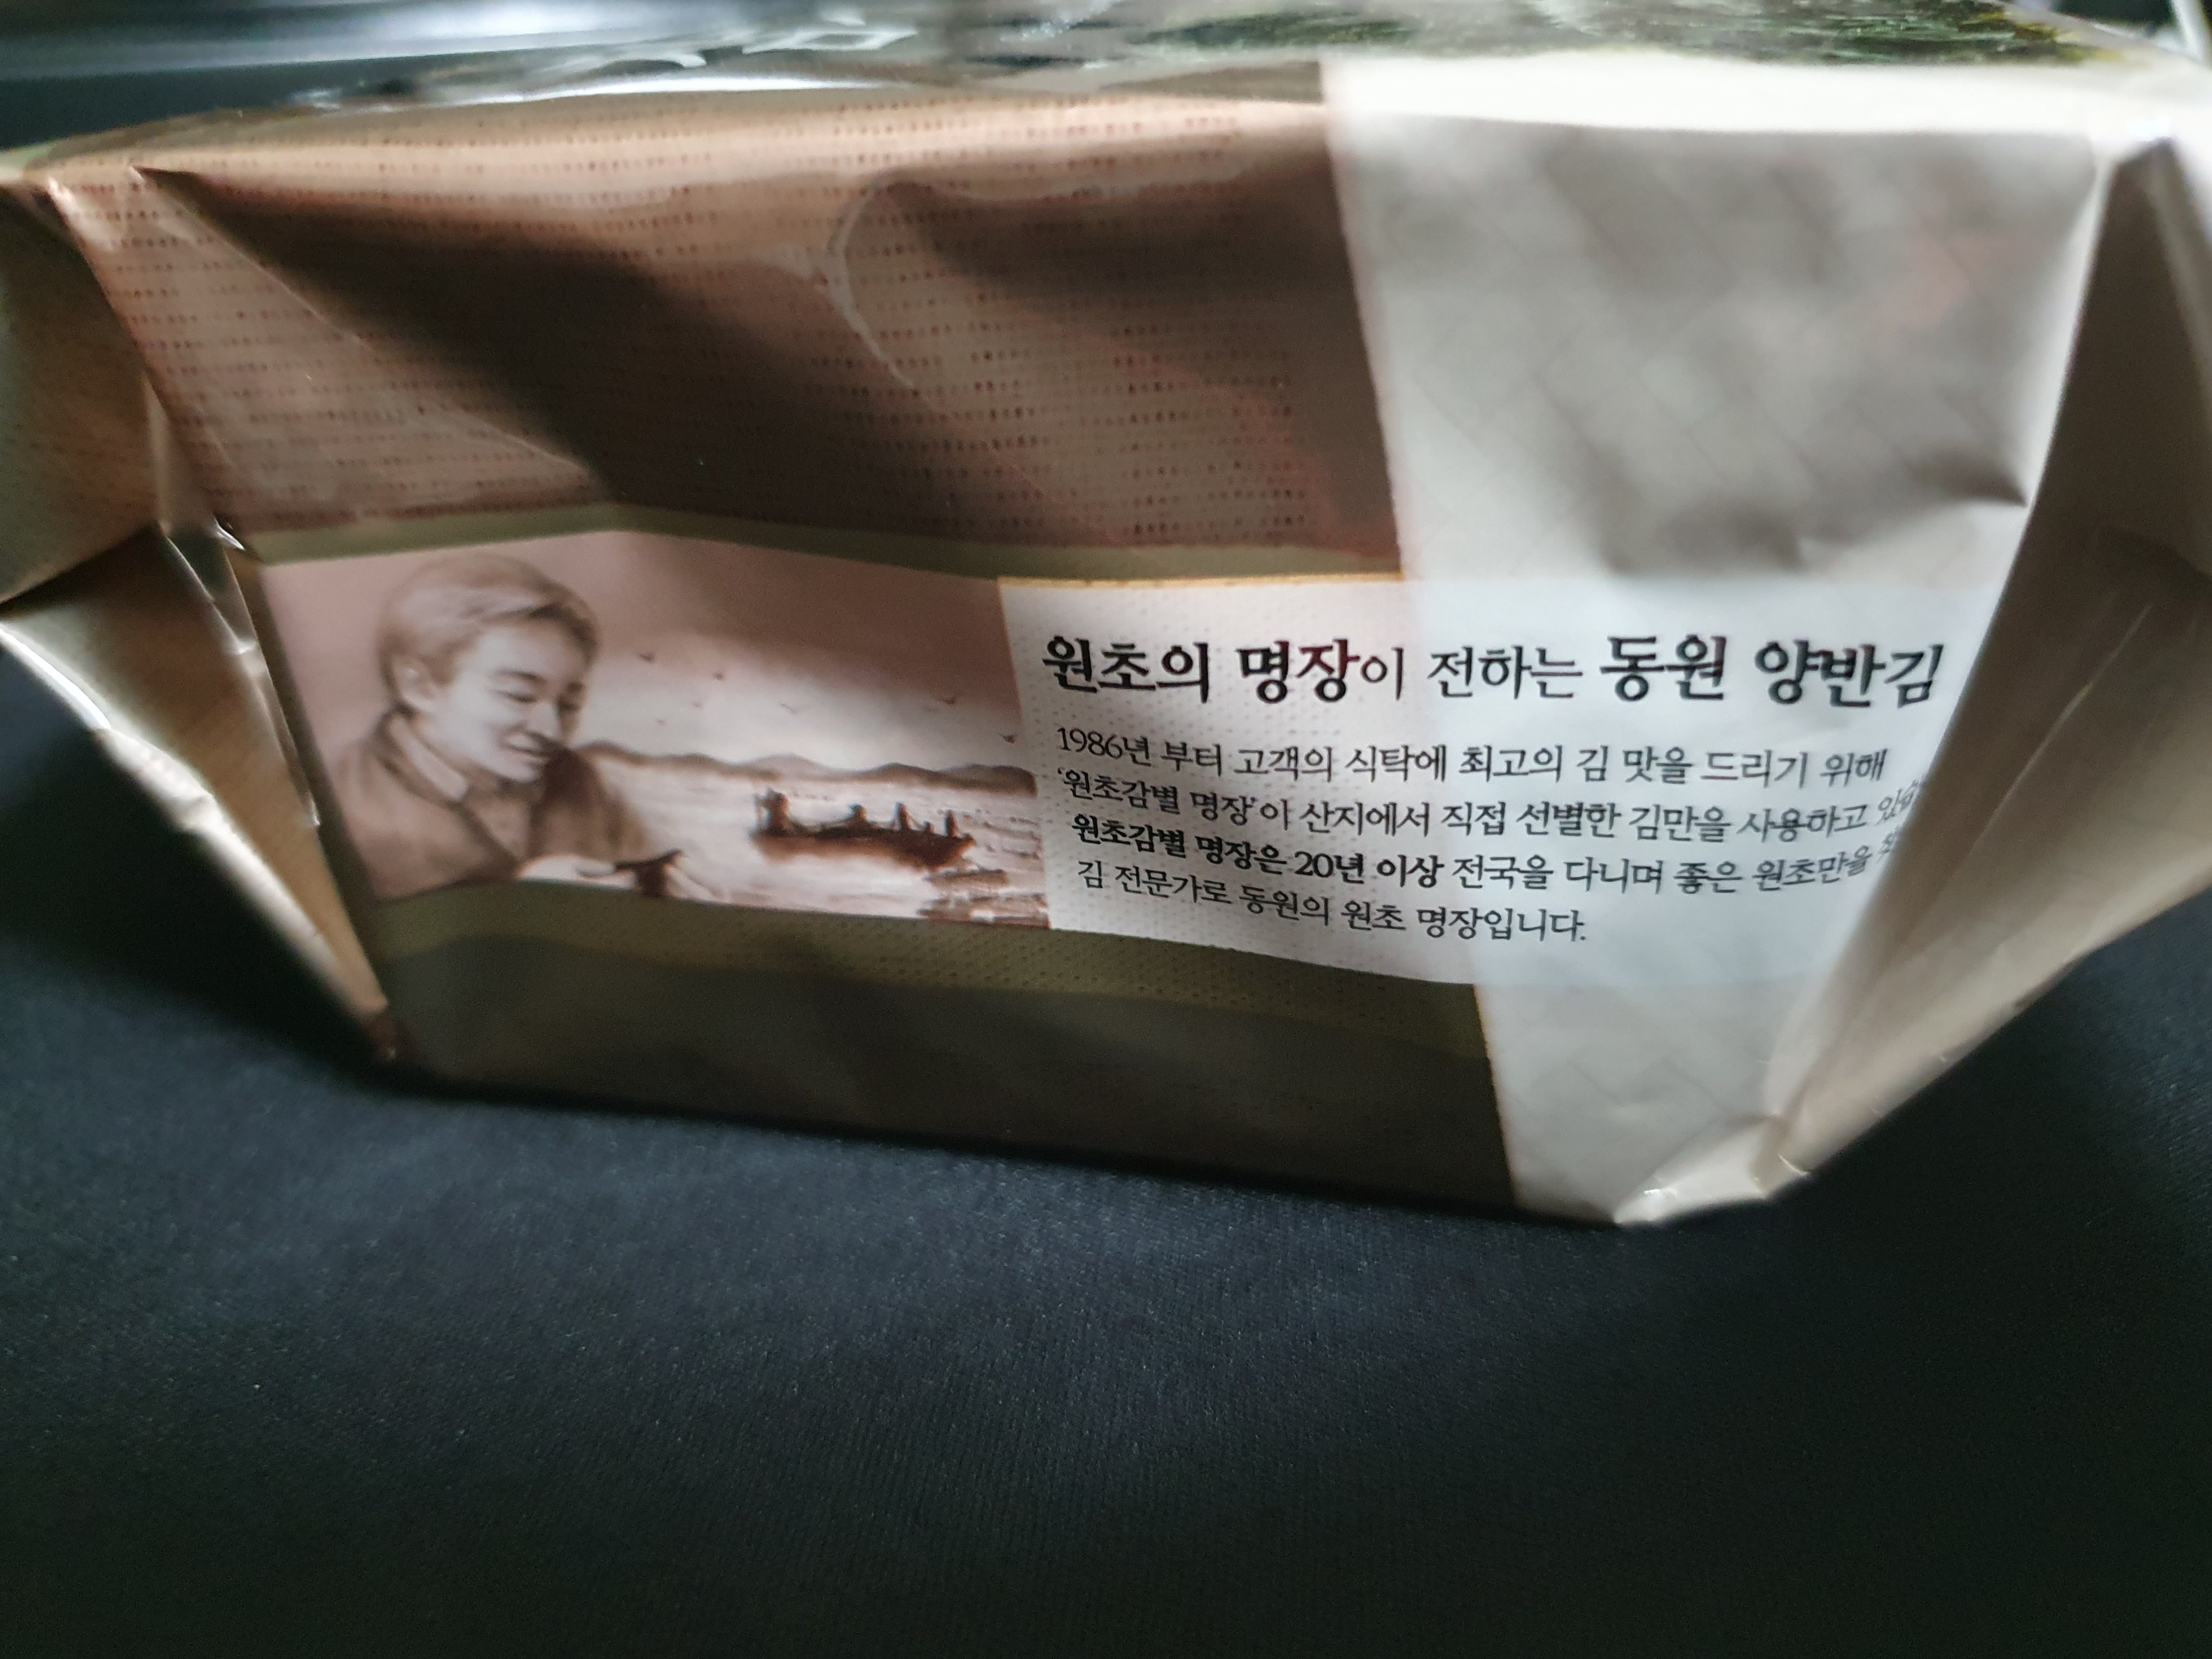 원초의 명장이 전하는 동원 양반김
1986년 부터 고객의 식탁에 최고의 김 맛을 드리기 위해
'원초감별 명장'이 산지에서 직접 선별한 김만을 사용하고
원초감별 명장은 20년 이상 전국을 다니며 좋은 원초만을
김 전문가로 동원의 원초 명장입니다.